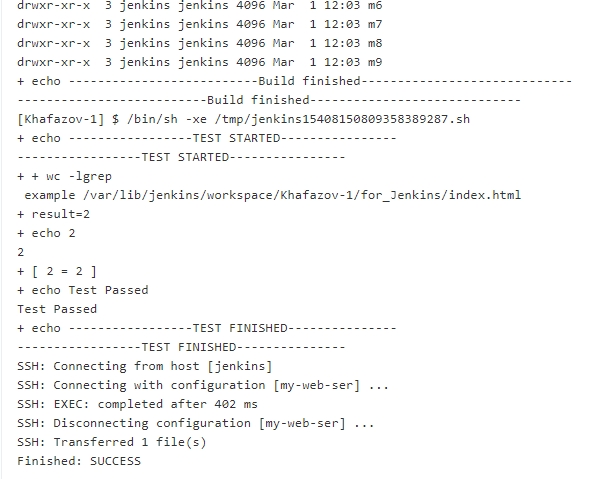 drwxr-xr-x  3 jenkins jenkins 4096 Mar  1 12:03 m6
drwxr-xr-x  3 jenkins jenkins 4096 Mar  1 12:03 m7
drwxr-xr-x  3 jenkins jenkins 4096 Mar  1 12:03 m8
drwxr-xr-x  3 jenkins jenkins 4096 Mar  1 12:03 m9
+ echo --------------------------Build finished-----------------------------
--------------------------Build finished-----------------------------
[Khafazov-1] $ /bin/sh -xe /tmp/jenkins15408150809358389287.sh
+ echo -----------------TEST STARTED----------------
-----------------TEST STARTED----------------
+ + wc -lgrep
 example /var/lib/jenkins/workspace/Khafazov-1/for_Jenkins/index.html
+ result=2
+ echo 2
2
+ [ 2 = 2 ]
+ echo Test Passed
Test Passed
+ echo -----------------TEST FINISHED---------------
-----------------TEST FINISHED---------------
SSH: Connecting from host [jenkins]
SSH: Connecting with configuration [my-web-ser] ...
SSH: EXEC: completed after 402 ms
SSH: Disconnecting configuration [my-web-ser] ...
SSH: Transferred 1 file(s)
Finished: SUCCESS